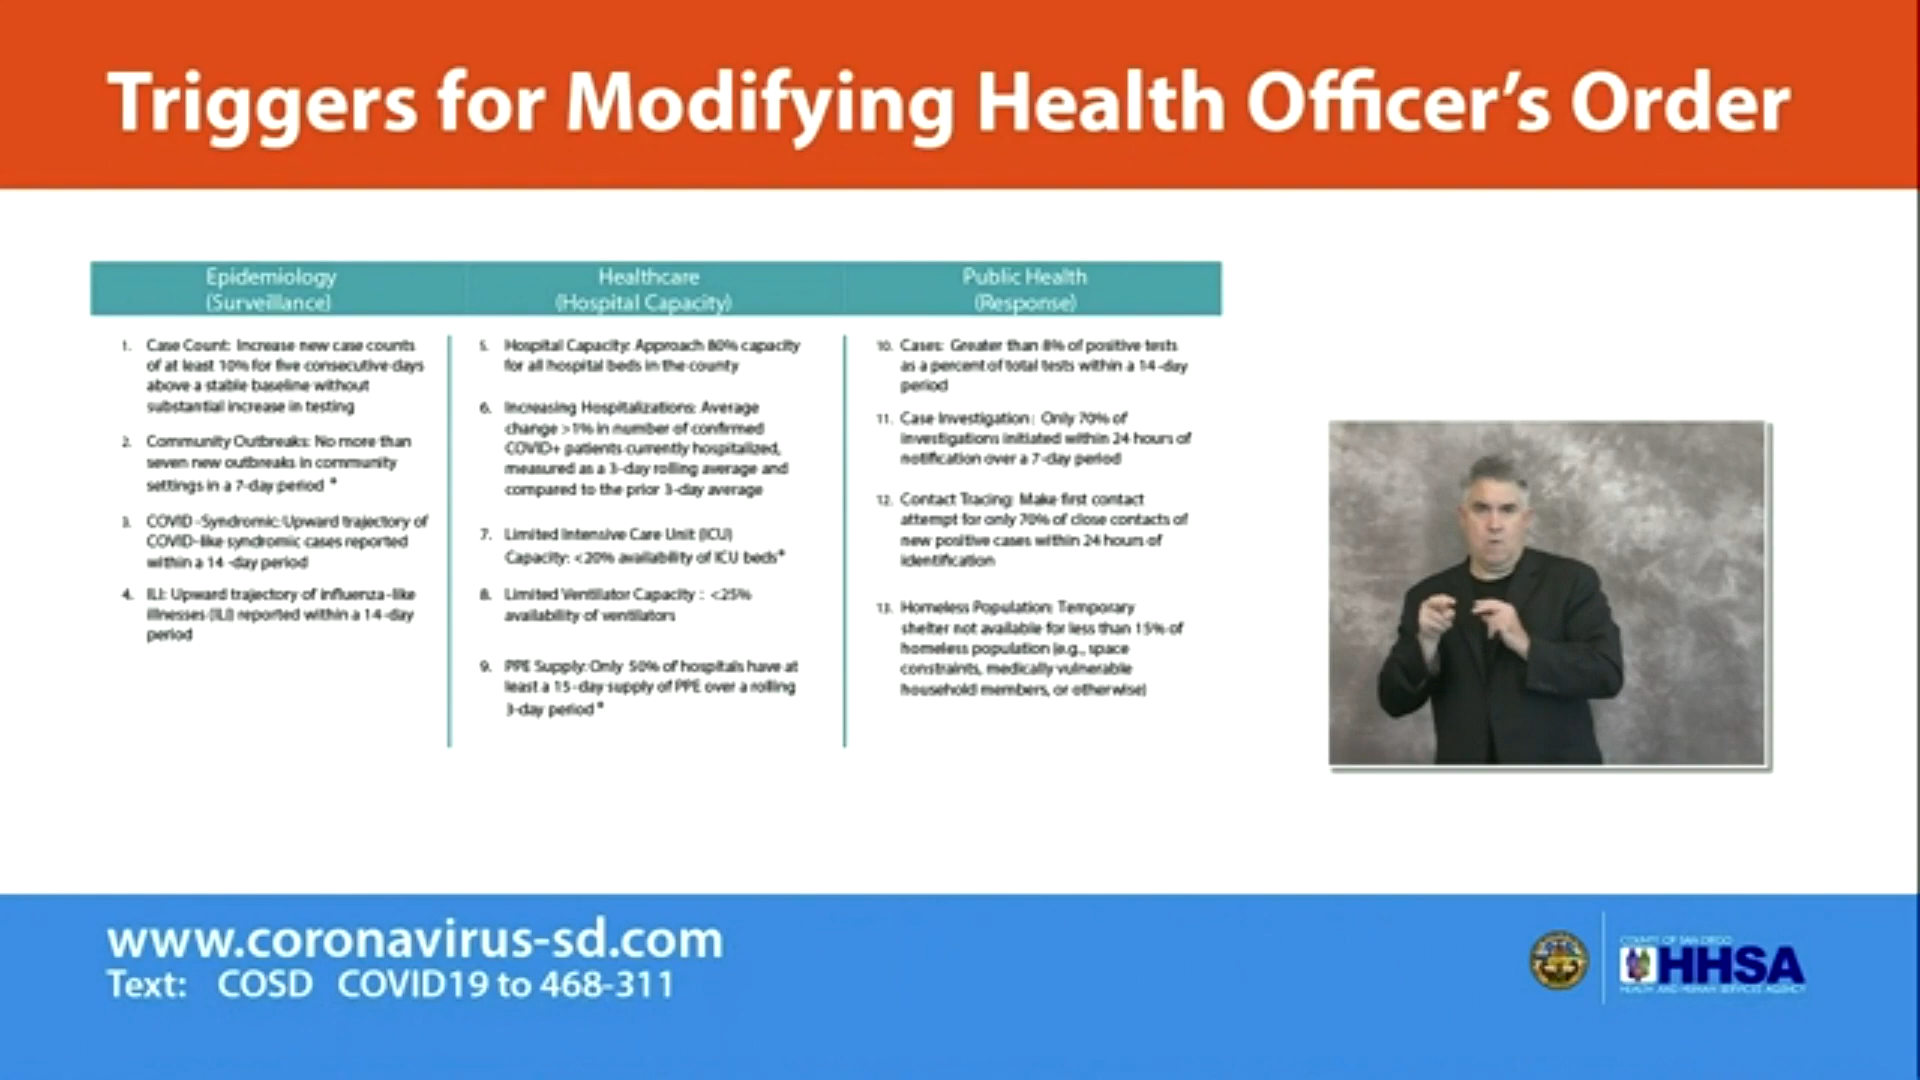 Triggers for Modifying Health Officer's Order
Epidemiology
(Surveillance)
1. Case Count: Increase new case counts
of at least 10% for five consecutive days
above a stable baseline without
substantial increase in testing
2. Community Outbreaks: No more than
seven new outbreaks in community
settings in a 7-day period *
3. COVID-Syndromic: Upward trajectory of
COVID-like syndromic cases reported
within a 14-day period
4. ILI: Upward trajectory of influenza-like
illnesses (ILI) reported within a 14-day
period
Healthcare
(Hospital Capacity)
5. Hospital Capacity: Approach 80% capacity
for all hospital beds in the county
6. Increasing Hospitalizations: Average
change >1% in number of confirmed
COVID+ patients currently hospitalized,
measured as a 3-day rolling average and
compared to the prior 3-day average
7. Limited Intensive Care Unit (ICU)
Capacity: <20% availability of ICU beds*
8. Limited Ventilator Capacity : <25%
availability of ventilators
9. PPE Supply: Only 50% of hospitals have at
least a 15-day supply of PPE over a rolling
3-day period *
Public Health
(Response)
10. Cases: Greater than 8% of positive tests
as a percent of total tests within a 14-day
period
11. Case Investigation: Only 70% of
investigations initiated within 24 hours of
notification over a 7-day period
12. Contact Tracing: Make first contact
attempt for only 70% of close contacts of
new positive cases within 24 hours of
identification
13. Homeless Population: Temporary
shelter not available for less than 15% of
homeless population (e.g., space
constraints, medically vulnerable
household members, or otherwise)
www.coronavirus-sd.com
Text: COSD COVID19 to 468-311
COUNTY OF SAN DIEGO
HHSA
HEALTH AND HUMAN SERVICES AGENCY